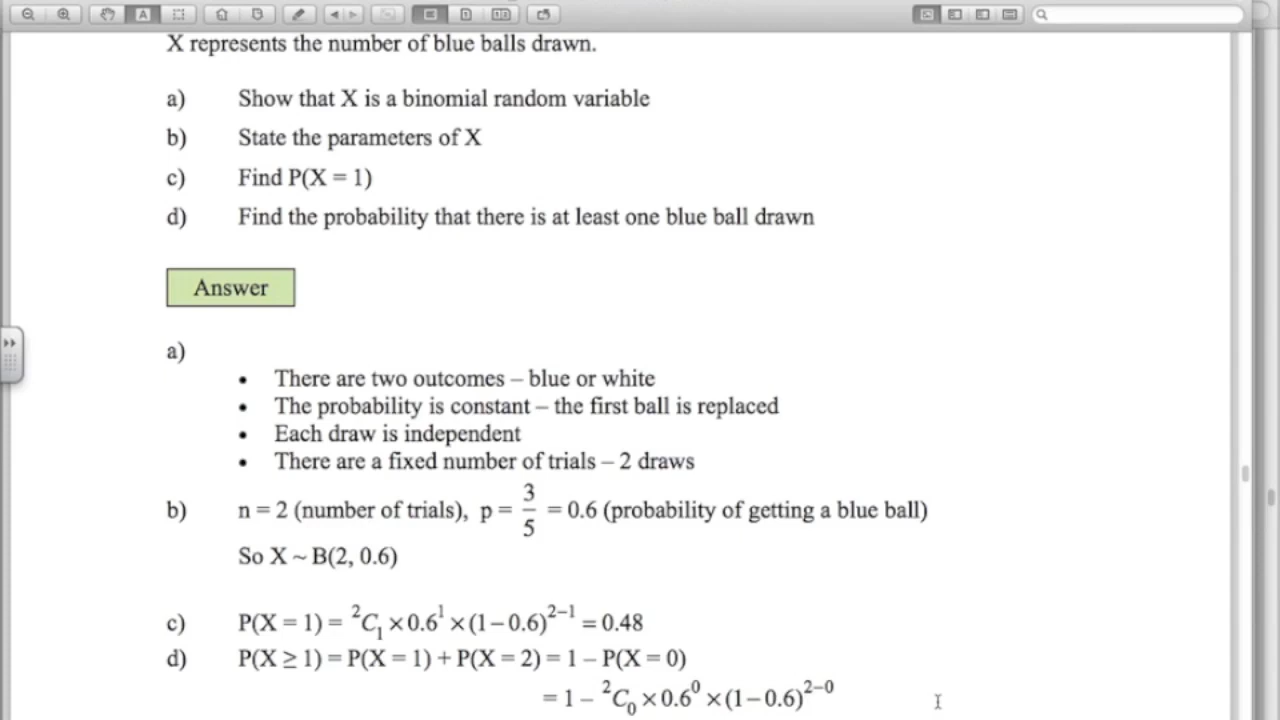 X represents the number of blue balls drawn.
a) Show that X is a binomial random variable
b) State the parameters of X
c) Find P(X = 1)
d) Find the probability that there is at least one blue ball drawn
Answer
a)
• There are two outcomes – blue or white
• The probability is constant – the first ball is replaced
• Each draw is independent
• There are a fixed number of trials – 2 draws
b) n = 2 (number of trials), p = 3/5 = 0.6 (probability of getting a blue ball)
So X ~ B(2, 0.6)
c) P(X = 1) = ²C₁ × 0.6¹ × (1 – 0.6)²⁻¹ = 0.48
d) P(X ≥ 1) = P(X = 1) + P(X = 2) = 1 – P(X = 0)
= 1 – ²C₀ × 0.6⁰ × (1 – 0.6)²⁻⁰